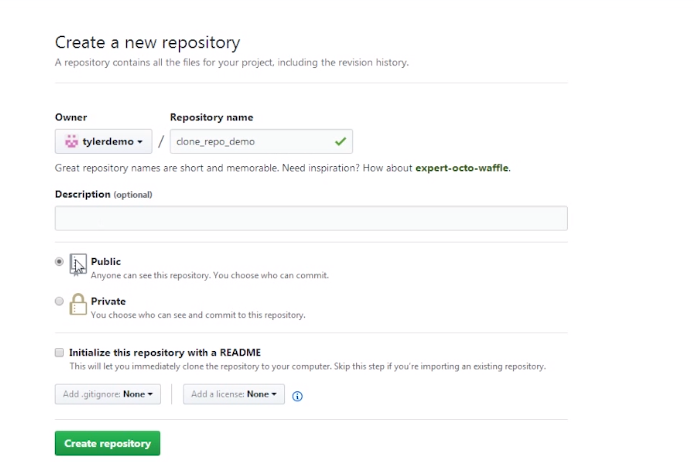 Create a new repository
A repository contains all the files for your project, including the revision history.
Owner Repository name
tylerdemo / clone_repo_demo
Great repository names are short and memorable. Need inspiration? How about expert-octo-waffle.
Description (optional)
Public
Anyone can see this repository. You choose who can commit.
Private
You choose who can see and commit to this repository.
Initialize this repository with a README
This will let you immediately clone the repository to your computer. Skip this step if you're importing an existing repository.
Add .gitignore: None Add a license: None
Create repository